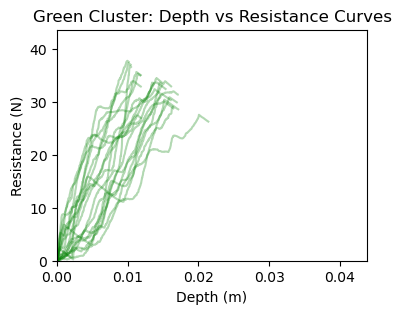 Green Cluster: Depth vs Resistance Curves
Resistance (N)
40
30
20
10
0
0.00 0.01 0.02 0.03 0.04
Depth (m)